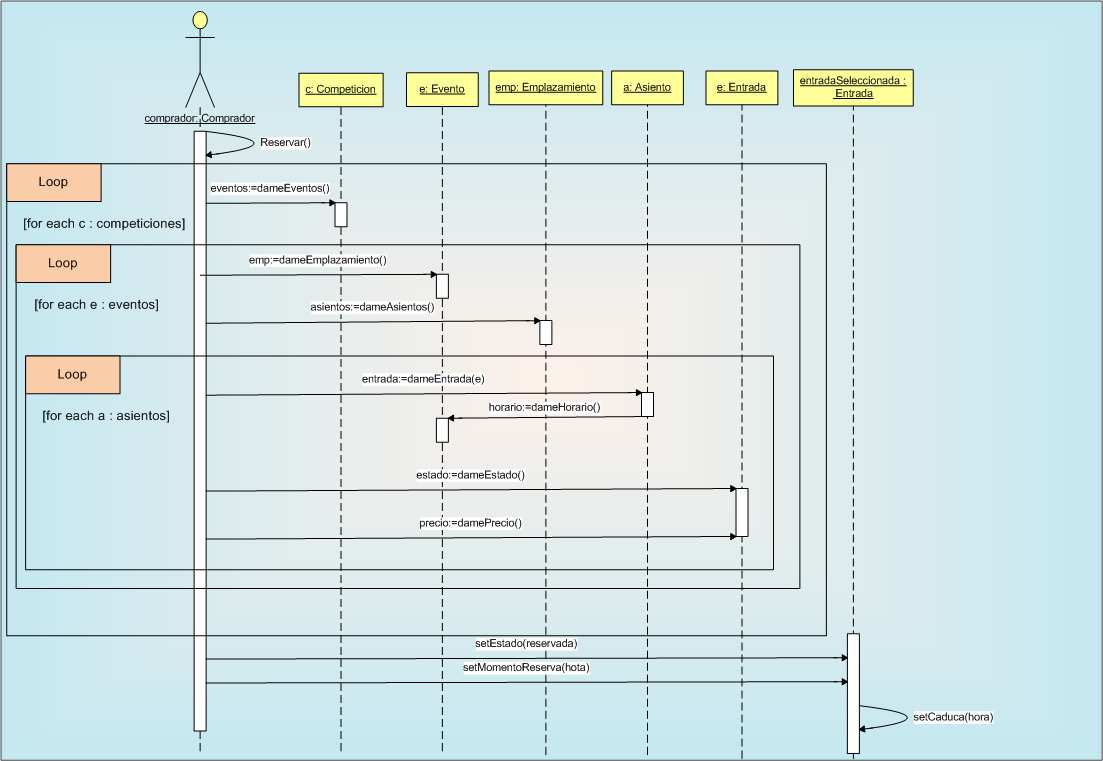 c: Competicion
e: Evento
emp: Emplazamiento
a: Asiento
e: Entrada
entradaSeleccionada :
Entrada
comprador: Comprador
Reservar()
Loop
eventos:=dameEventos()
[for each c : competiciones]
Loop
emp:=dameEmplazamiento()
[for each e : eventos]
asientos:=dameAsientos()
Loop
entrada:=dameEntrada(e)
[for each a : asientos]
horario:=dameHorario()
estado:=dameEstado()
precio:=damePrecio()
setEstado(reservada)
setMomentoReserva(hota)
setCaduca(hora)